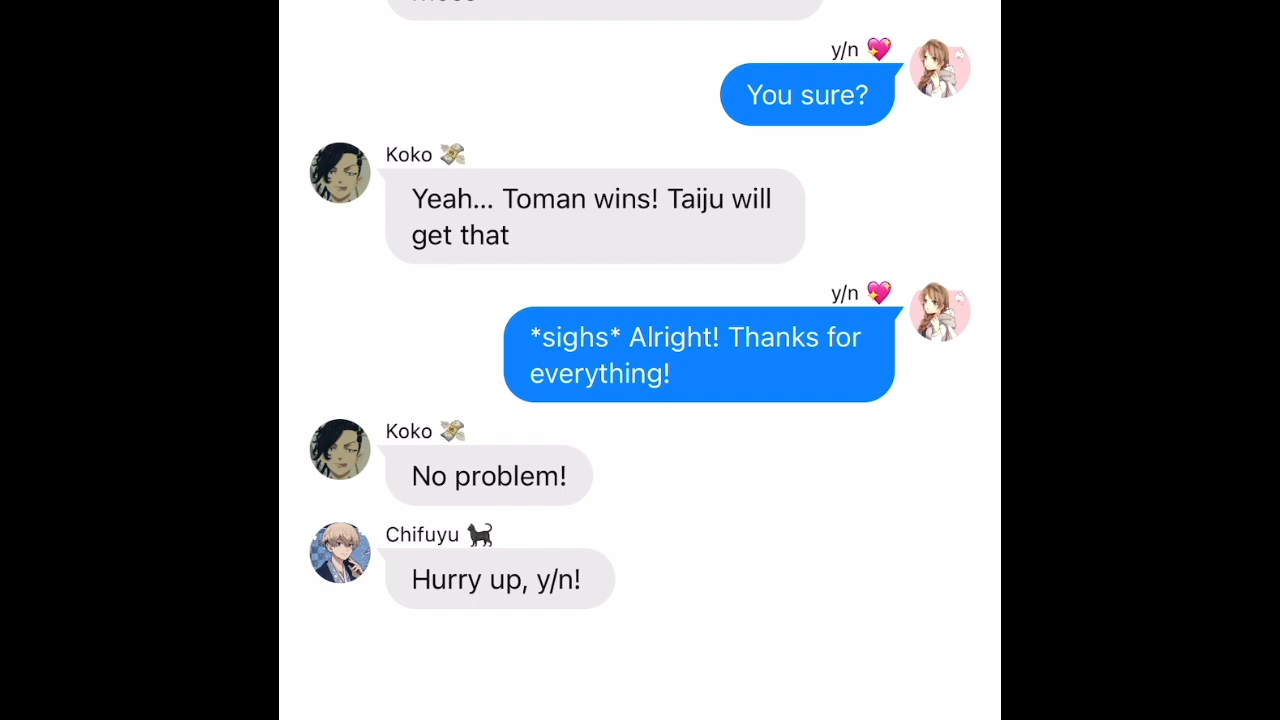 y/n 💖
You sure?
Koko 💸
Yeah... Toman wins! Taiju will
get that
y/n 💖
*sighs* Alright! Thanks for
everything!
Koko 💸
No problem!
Chifuyu 🐈‍⬛
Hurry up, y/n!